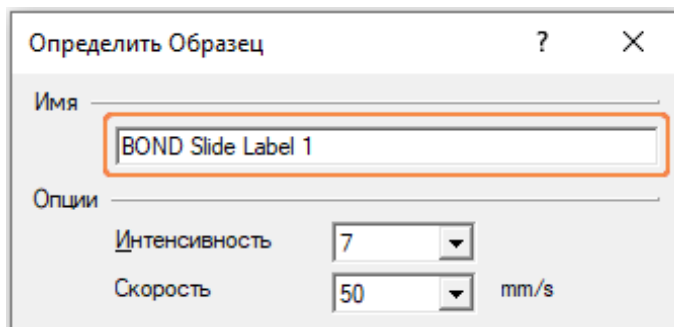 Определить Образец ? ×
Имя
BOND Slide Label 1
Опции
Интенсивность 7
Скорость 50 mm/s